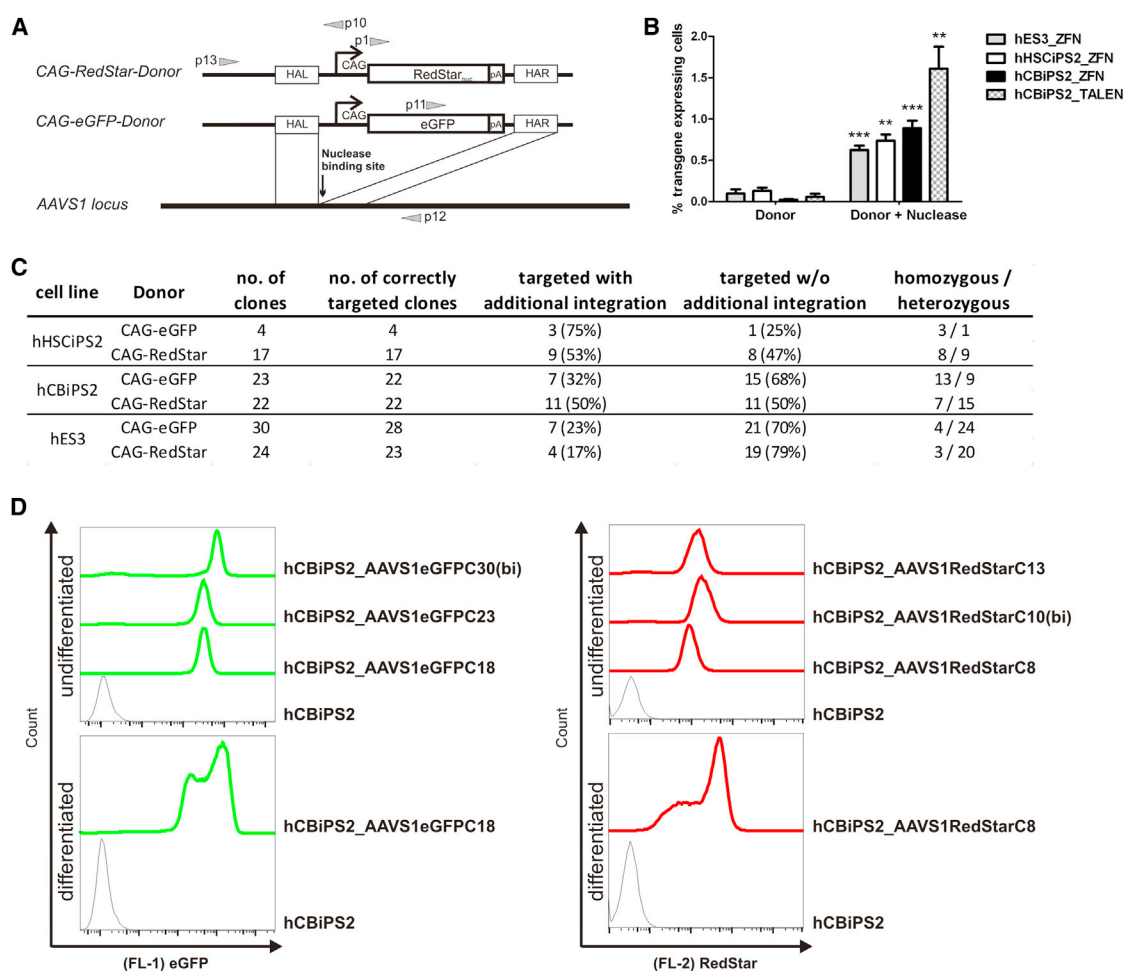 A
p10
p1
p13
CAG-RedStar-Donor
HAL
CAG
RedStarnuc
pA
HAR
p11
CAG-eGFP-Donor
HAL
CAG
eGFP
pA
HAR
Nuclease
binding site
AAVS1 locus
p12
B
% transgene expressing cells
2.0
1.5
1.0
0.5
0.0
*** ** *** **
Donor
Donor + Nuclease
hES3_ZFN
hHSCiPS2_ZFN
hCBiPS2_ZFN
hCBiPS2_TALEN
C
cell line Donor no. of clones no. of correctly targeted clones targeted with additional integration targeted w/o additional integration homozygous / heterozygous
hHSCiPS2 CAG-eGFP 4 4 3 (75%) 1 (25%) 3 / 1
CAG-RedStar 17 17 9 (53%) 8 (47%) 8 / 9
hCBiPS2 CAG-eGFP 23 22 7 (32%) 15 (68%) 13 / 9
CAG-RedStar 22 22 11 (50%) 11 (50%) 7 / 15
hES3 CAG-eGFP 30 28 7 (23%) 21 (70%) 4 / 24
CAG-RedStar 24 23 4 (17%) 19 (79%) 3 / 20
D
Count
undifferentiated
hCBiPS2_AAVS1eGFPC30(bi)
hCBiPS2_AAVS1eGFPC23
hCBiPS2_AAVS1eGFPC18
hCBiPS2
differentiated
hCBiPS2_AAVS1eGFPC18
hCBiPS2
(FL-1) eGFP
Count
undifferentiated
hCBiPS2_AAVS1RedStarC13
hCBiPS2_AAVS1RedStarC10(bi)
hCBiPS2_AAVS1RedStarC8
hCBiPS2
differentiated
hCBiPS2_AAVS1RedStarC8
hCBiPS2
(FL-2) RedStar